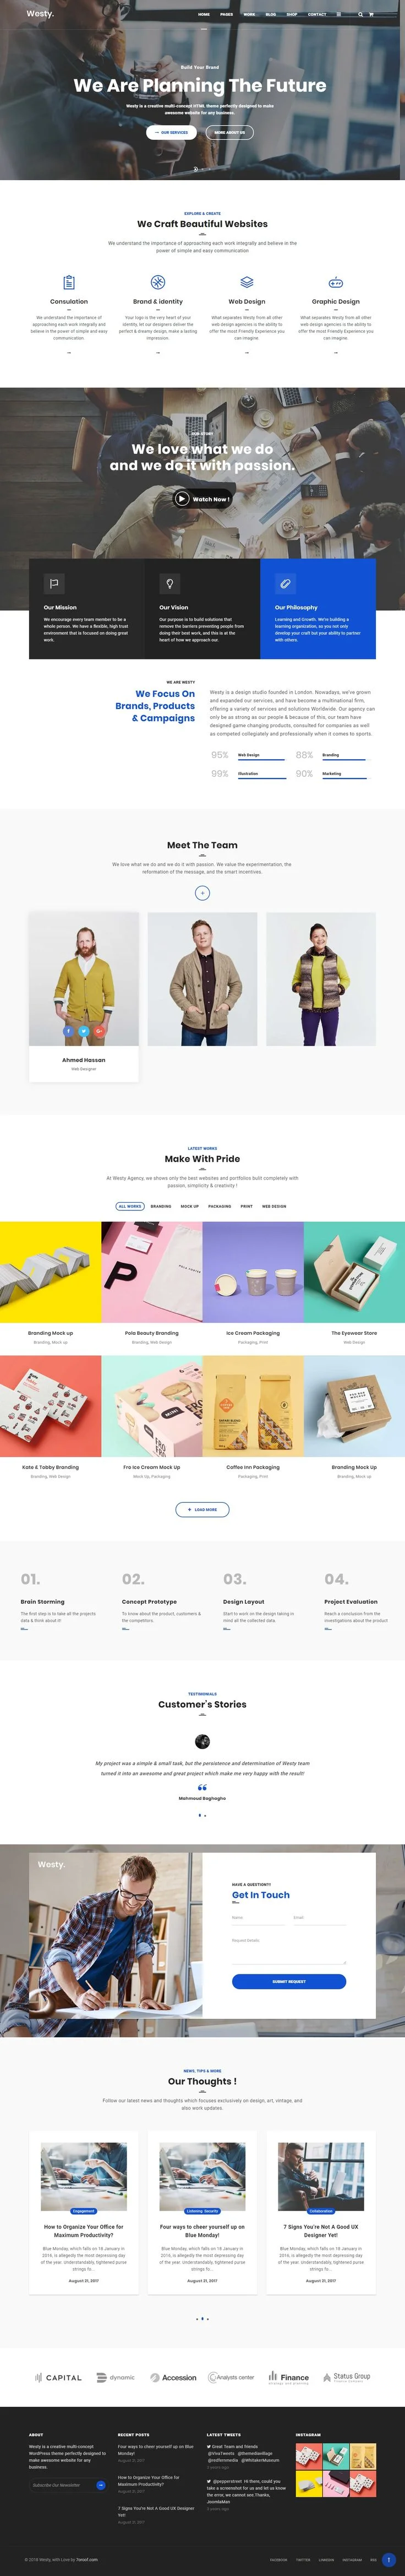 Westy.
HOME PAGES WORK BLOG SHOP CONTACT
Build Your Brand
We Are Planning The Future
Westy is a creative multi-concept HTML theme perfectly designed to make
awesome website for any business.
OUR SERVICES
MORE ABOUT US
EXPLORE & CREATE
We Craft Beautiful Websites
We understand the importance of approaching each work integrally and believe in the
power of simple and easy communication
Consulation
We understand the importance of
approaching each work integrally and
believe in the power of simple and easy
communication.
Brand & identity
Your logo is the very heart of your
identity, let our designers deliver the
perfect & dreamy design, make a lasting
impression.
Web Design
What separates Westy from all other
web design agencies is the ability to
offer the most Friendly Experience you
can imagine.
Graphic Design
What separates Westy from all other
web design agencies is the ability to
offer the most Friendly Experience you
can imagine.
We love what we do
and we do it with passion.
Watch Now !
Our Mission
We encourage every team member to be a
whole person. We have a flexible, high trust
environment that is focused on doing great
work.
Our Vision
Our purpose is to build solutions that
remove the barriers preventing people from
doing their best work, and this is at the
heart of how we approach our.
Our Philosophy
Learning and Growth. We're building a
learning organization, so you not only
develop your craft but your ability to partner
with others.
WE ARE WESTY
We Focus On
Brands, Products
& Campaigns
Westy is a design studio founded in London. Nowadays, we've grown
and expanded our services, and have become a multinational firm,
offering a variety of services and solutions Worldwide. Our agency can
only be as strong as our people & because of this, our team have
designed game changing products, consulted for companies as well
as competed collegiately and professionally when it comes to sports.
95% Web Design
88% Branding
99% Illustration
90% Marketing
Meet The Team
We love what we do and we do it with passion. We value the experimentation, the
reformation of the message, and the smart incentives.
Ahmed Hassan
Web Designer
LATEST WORKS
Make With Pride
At Westy Agency, we shows only the best websites and portfolios built completely with
passion, simplicity & creativity !
ALL WORKS BRANDING MOCK UP PACKAGING PRINT WEB DESIGN
Branding Mock up
Branding, Mock up
Pola Beauty Branding
Branding, Web Design
Ice Cream Packaging
Packaging, Print
The Eyewear Store
Web Design
Kate & Tobby Branding
Branding, Web Design
Fro Ice Cream Mock Up
Mock Up, Packaging
Coffee Inn Packaging
Packaging, Print
Branding Mock Up
Branding, Mock up
LOAD MORE
01.
Brain Storming
The first step is to take all the projects
data & think about it!
02.
Concept Prototype
To know about the product, customers &
the competitors.
03.
Design Layout
Start to work on the design taking in
mind all the collected data.
04.
Project Evaluation
Reach a conclusion from the
investigations about the product
TESTIMONIALS
Customer's Stories
My project was a simple & small task, but the persistence and determination of Westy team
turned it into an awesome and great project which make me very happy with the result!
Mahmoud Baghagho
Westy.
HAVE A QUESTION?!
Get In Touch
Name
Email
Request Details
SUBMIT REQUEST
NEWS, TIPS & MORE
Our Thoughts !
Follow our latest news and thoughts which focuses exclusively on design, art, vintage, and
also work updates.
Engagement
How to Organize Your Office for
Maximum Productivity?
Blue Monday, which falls on 18 January in
2016, is allegedly the most depressing day
of the year. Understandably, tightened purse
strings fo...
August 21, 2017
Listening Security
Four ways to cheer yourself up on
Blue Monday!
Blue Monday, which falls on 18 January in
2016, is allegedly the most depressing day
of the year. Understandably, tightened purse
strings fo...
August 21, 2017
Collaboration
7 Signs You're Not A Good UX
Designer Yet!
Blue Monday, which falls on 18 January in
2016, is allegedly the most depressing day
of the year. Understandably, tightened purse
strings fo...
August 21, 2017
CAPITAL
dynamic
Accession
Analysts center
Finance
Status Group
ABOUT
Westy is a creative multi-concept
WordPress theme perfectly designed to
make awesome website for any
business.
Subscribe Our Newsletter
RECENT POSTS
Four ways to cheer yourself up on Blue
Monday!
August 21, 2017
How to Organize Your Office for
Maximum Productivity?
August 21, 2017
7 Signs You're Not A Good UX Designer
Yet!
August 21, 2017
LATEST TWEETS
Great Team and friends
@VivaTweets @theimediavillage
@redforxmedia @WhitakerMuseum
@pepperstreet Hi there, could you
take a screenshot for us and let us know
the error, we cannot see.Thanks,
JoomlaMan
INSTAGRAM
© 2018 Westy, with Love by 7oroof.com
FACEBOOK TWITTER LINKEDIN INSTAGRAM RSS